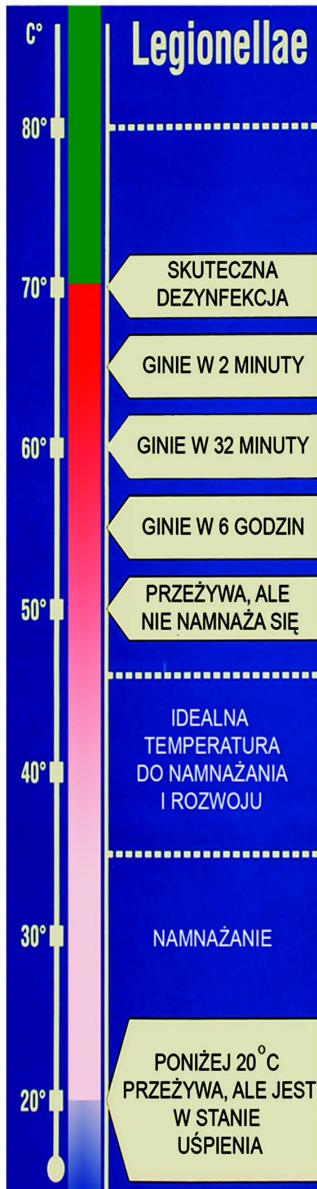 C°
Legionellae
80°
70°
SKUTECZNA
DEZYNFEKCJA
GINIE W 2 MINUTY
60°
GINIE W 32 MINUTY
GINIE W 6 GODZIN
50°
PRZEŻYWA, ALE
NIE NAMNAŻA SIĘ
IDEALNA
TEMPERATURA
DO NAMNAŻANIA
I ROZWOJU
40°
30°
NAMNAŻANIE
20°
PONIŻEJ 20°C
PRZEŻYWA, ALE JEST
W STANIE
UŚPIENIA